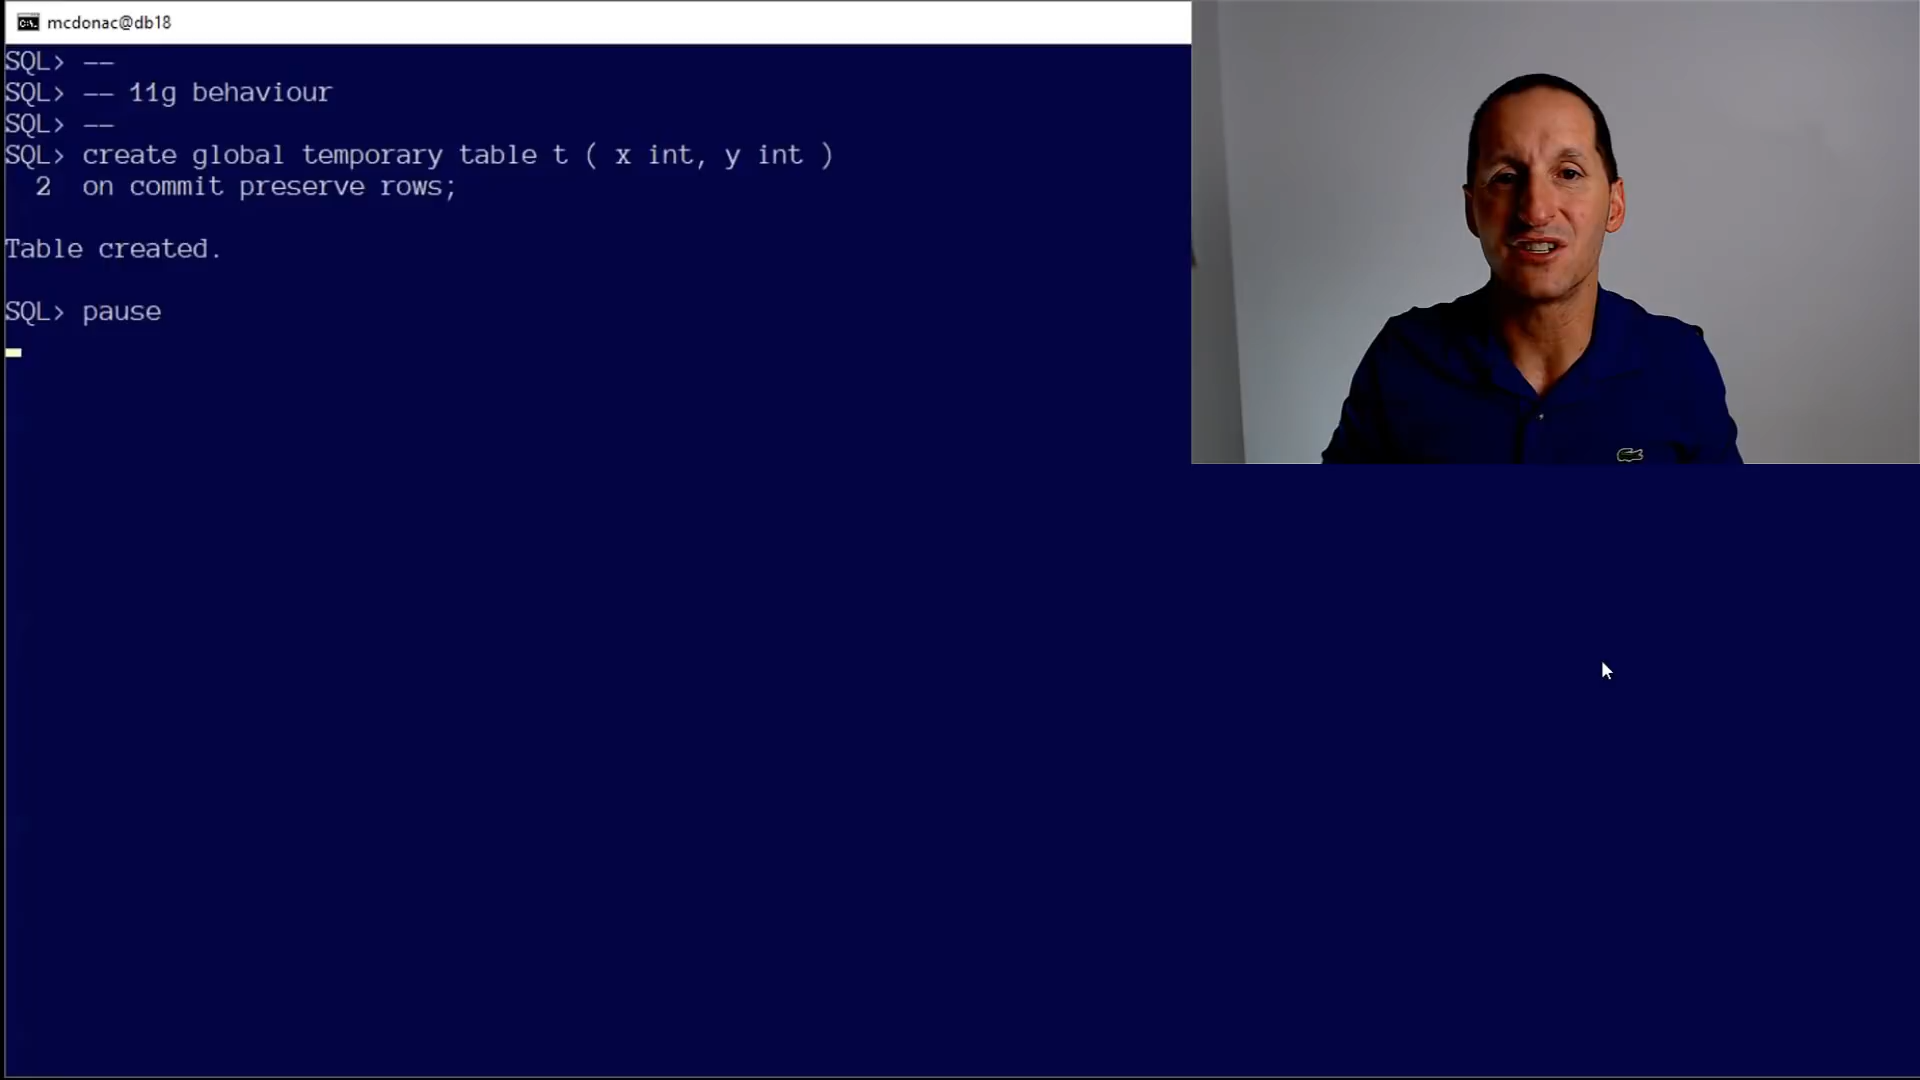 mcdonac@db18
SQL> --
SQL> -- 11g behaviour
SQL> --
SQL> create global temporary table t ( x int, y int )
2 on commit preserve rows;
Table created.
SQL> pause